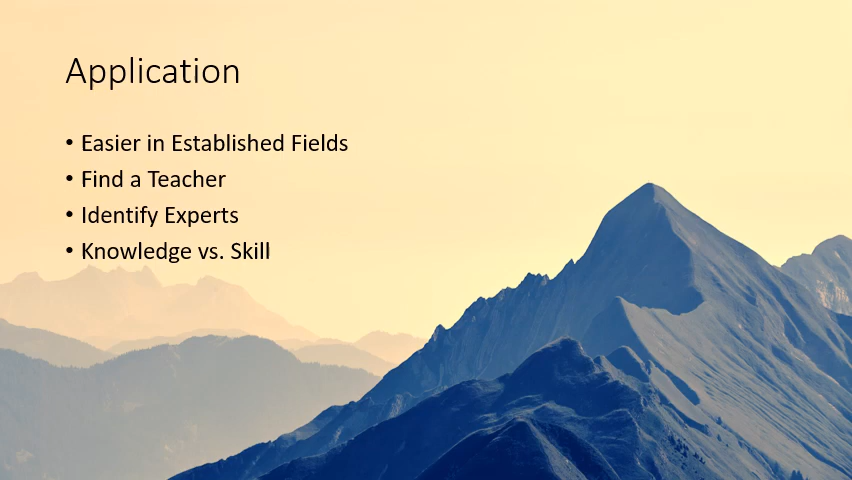 Application
• Easier in Established Fields
• Find a Teacher
• Identify Experts
• Knowledge vs. Skill